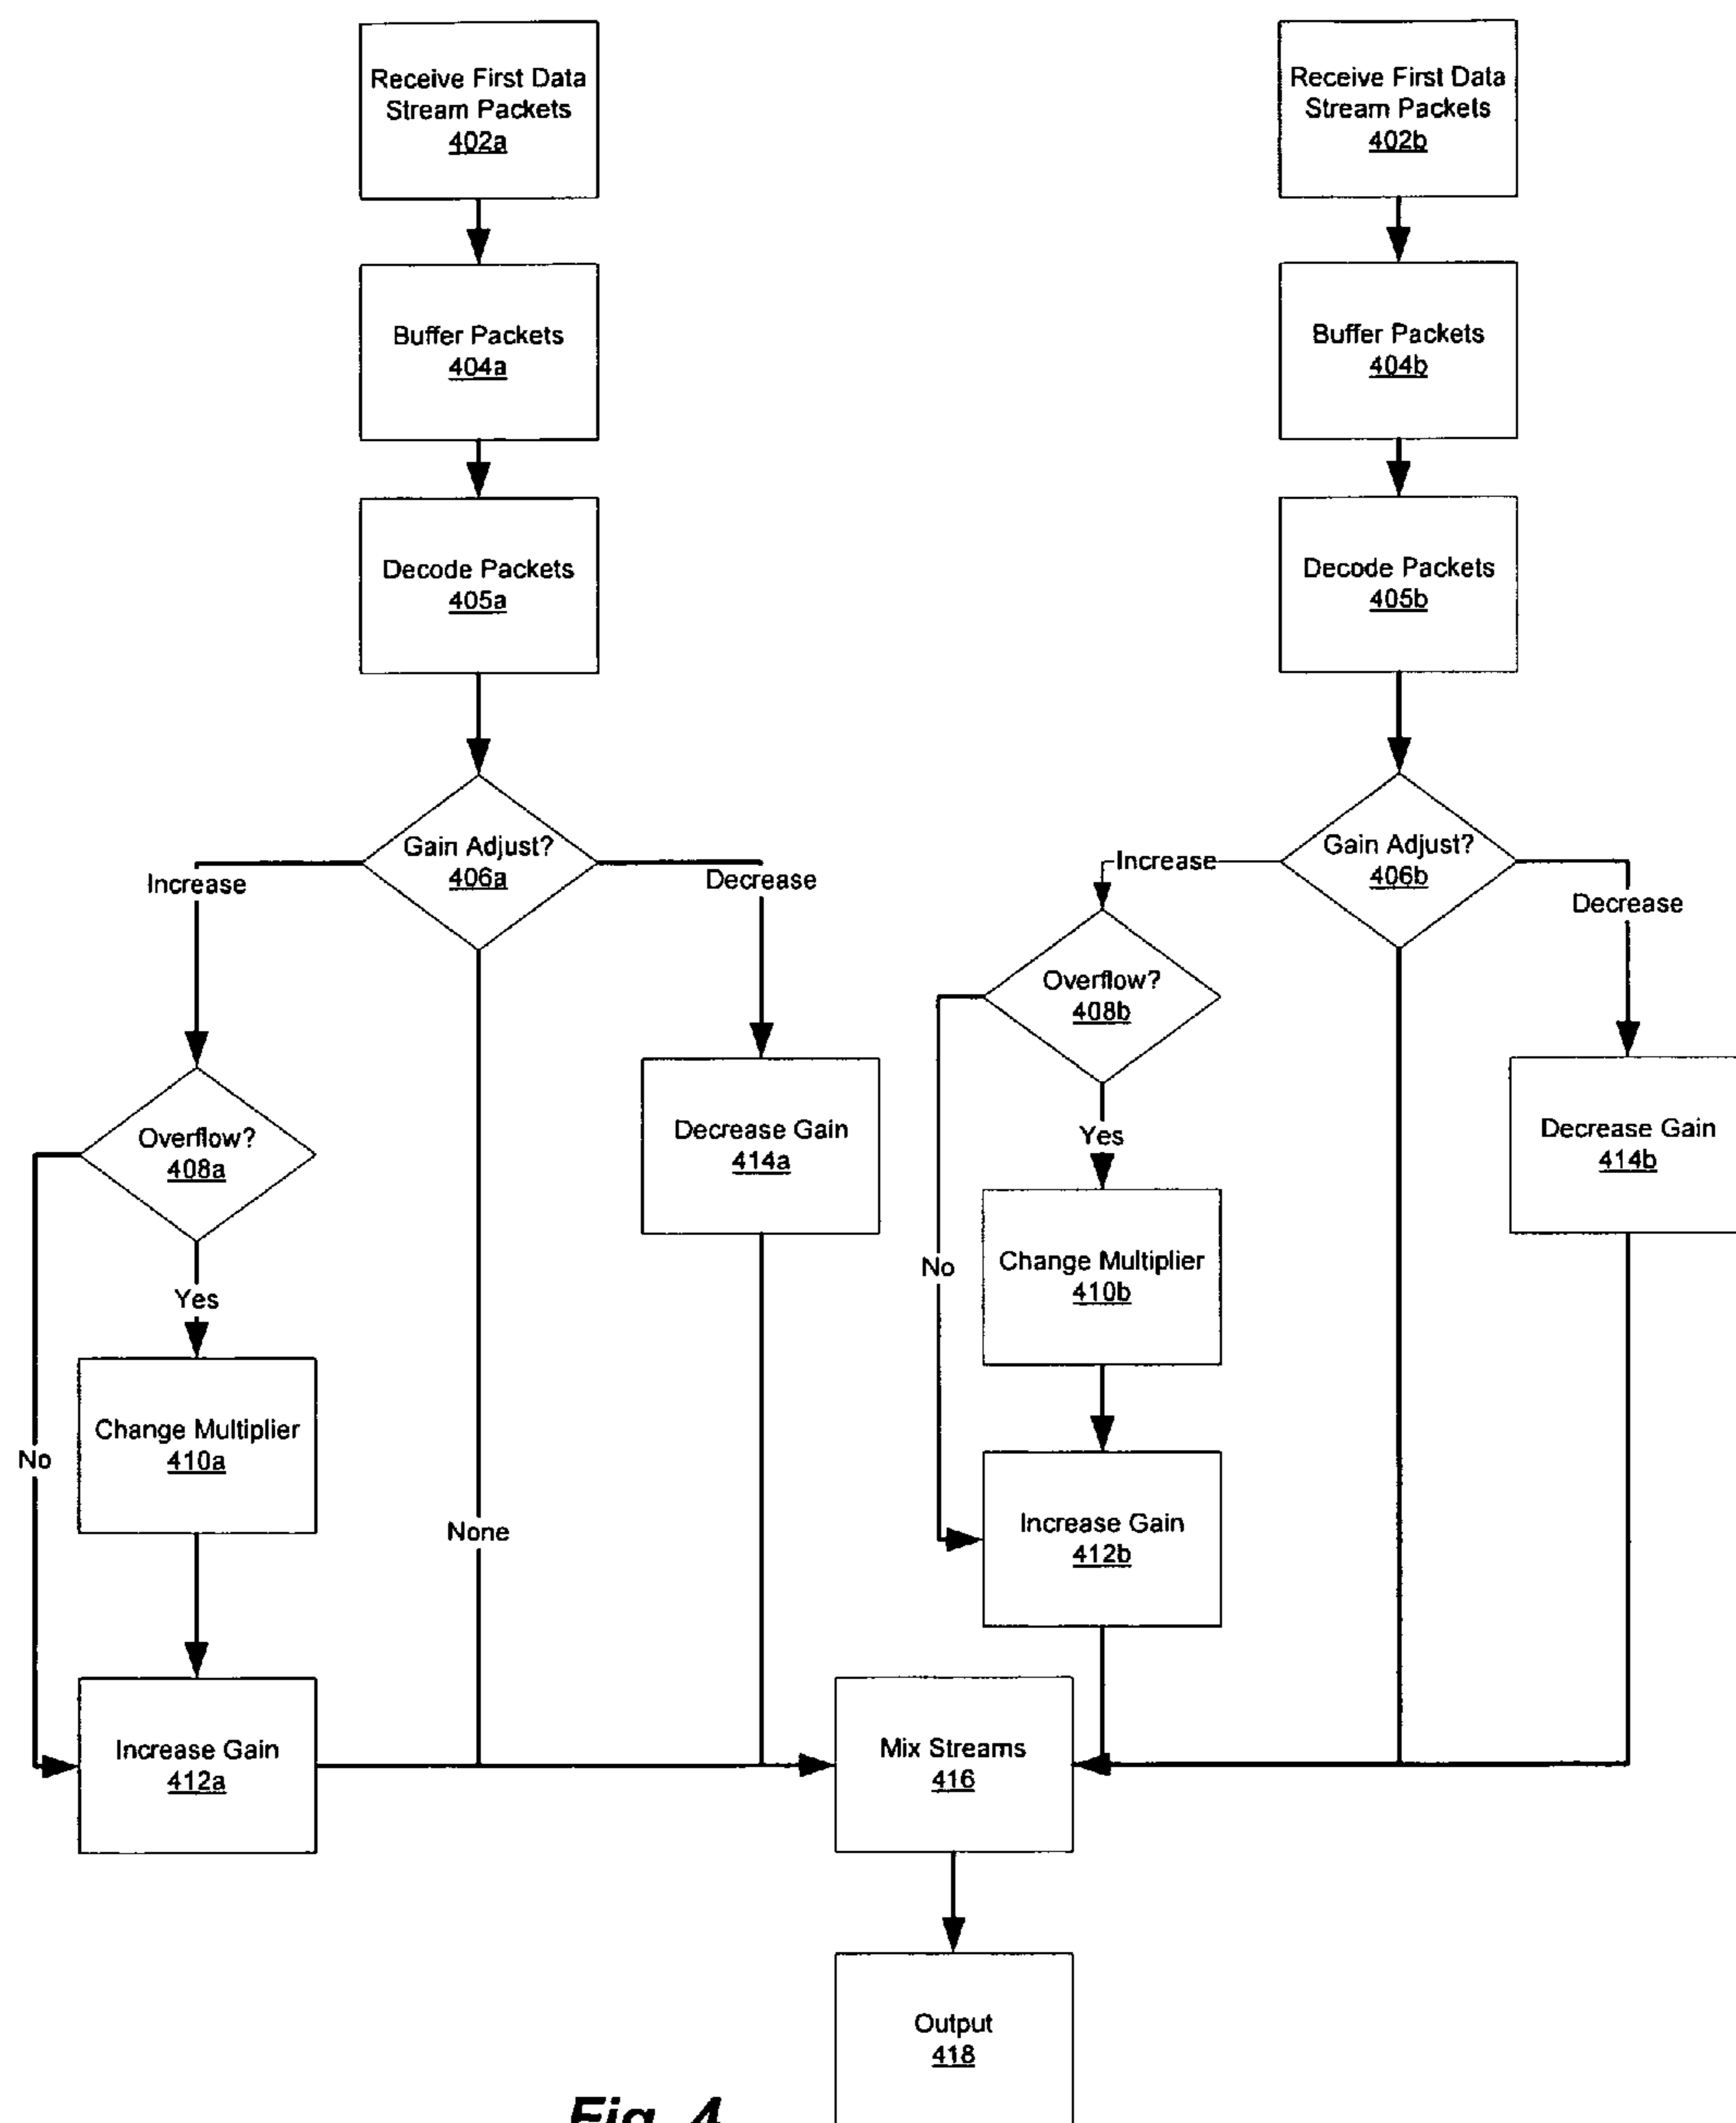 Receive First Data
Stream Packets
402a
Buffer Packets
404a
Decode Packets
405a
Gain Adjust?
406a
Increase
Decrease
Overflow?
408a
Yes
No
Change Multiplier
410a
None
Decrease Gain
414a
Increase Gain
412a
Receive First Data
Stream Packets
402b
Buffer Packets
404b
Decode Packets
405b
Gain Adjust?
406b
Increase
Decrease
Overflow?
408b
Yes
No
Change Multiplier
410b
Increase Gain
412b
Decrease Gain
414b
Mix Streams
416
Output
418
Fig. 4